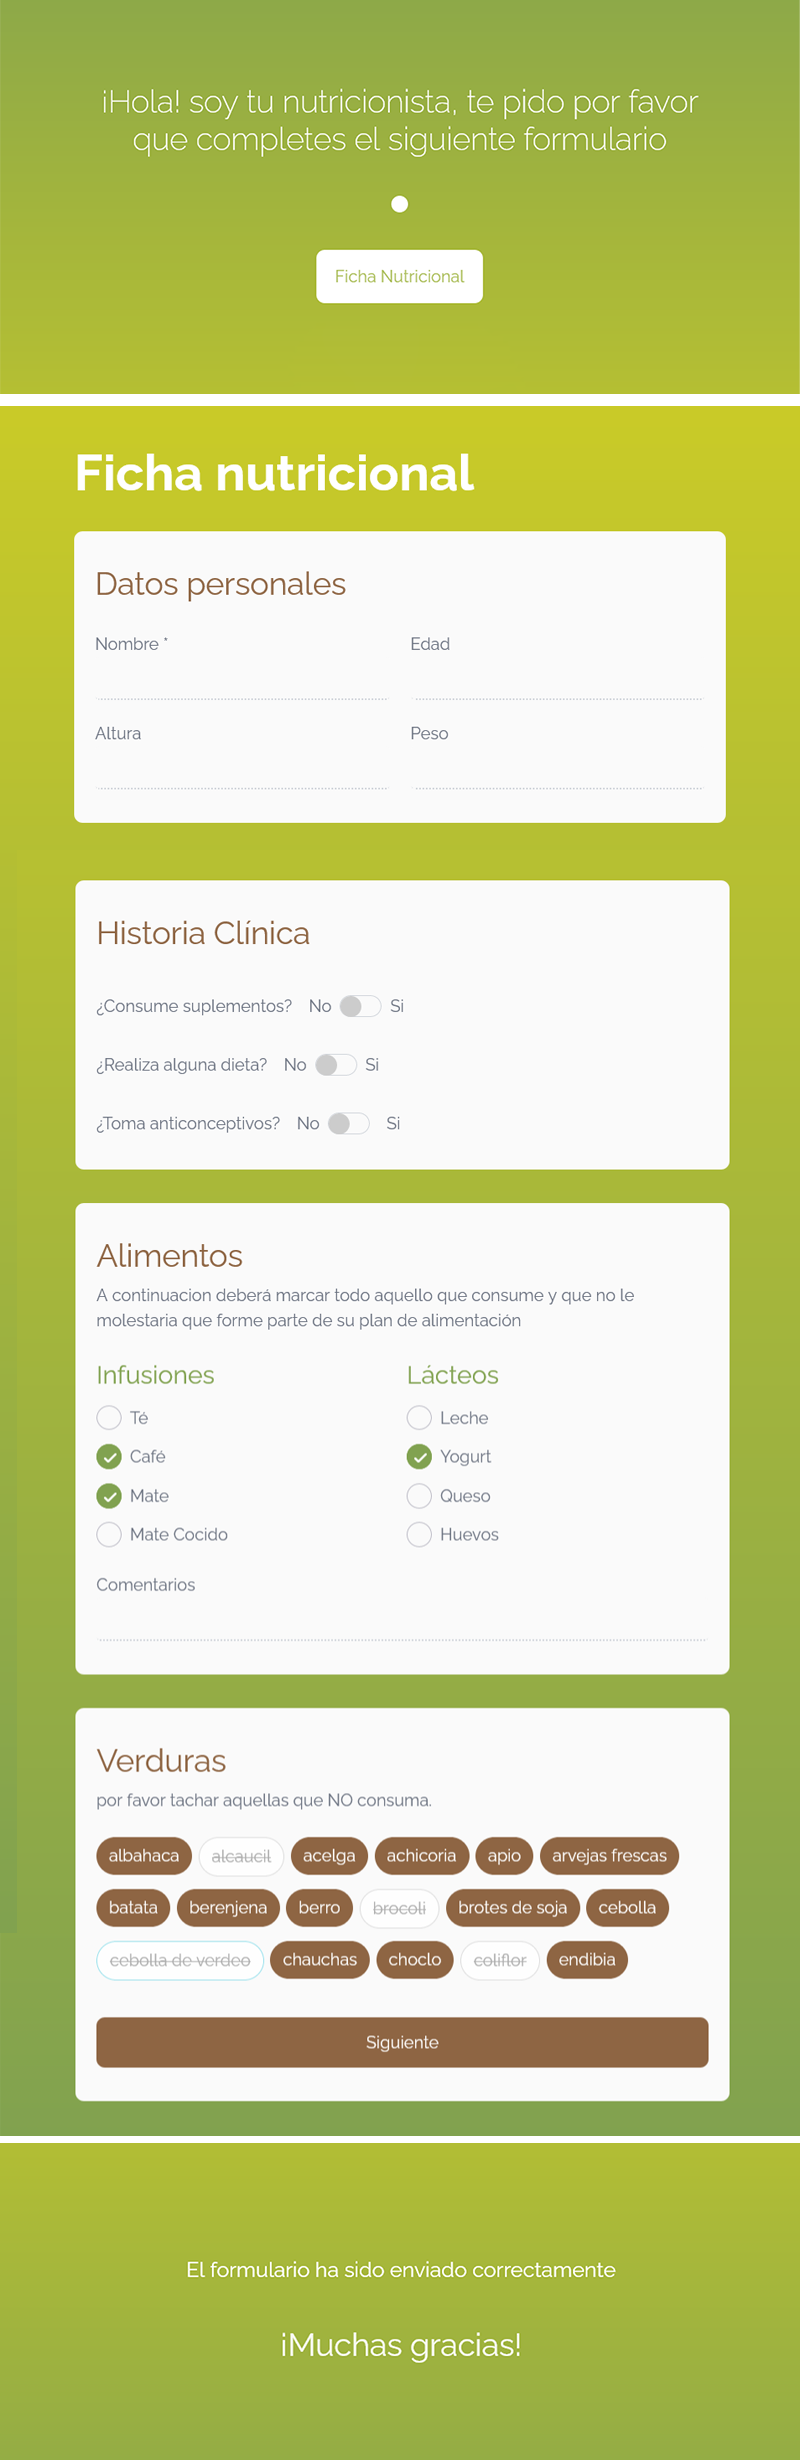 ¡Hola! soy tu nutricionista, te pido por favor
que completes el siguiente formulario
Ficha Nutricional
Ficha nutricional
Datos personales
Nombre *
Edad
Altura
Peso
Historia Clínica
¿Consume suplementos? No Si
¿Realiza alguna dieta? No Si
¿Toma anticonceptivos? No Si
Alimentos
A continuacion deberá marcar todo aquello que consume y que no le
molestaria que forme parte de su plan de alimentación
Infusiones
Té
Café
Mate
Mate Cocido
Lácteos
Leche
Yogurt
Queso
Huevos
Comentarios
Verduras
por favor tachar aquellas que NO consuma.
albahaca alcaucil acelga achicoria apio arvejas frescas
batata berenjena berro brocoli brotes de soja cebolla
cebolla de verdeo chauchas choclo coliflor endibia
Siguiente
El formulario ha sido enviado correctamente
¡Muchas gracias!